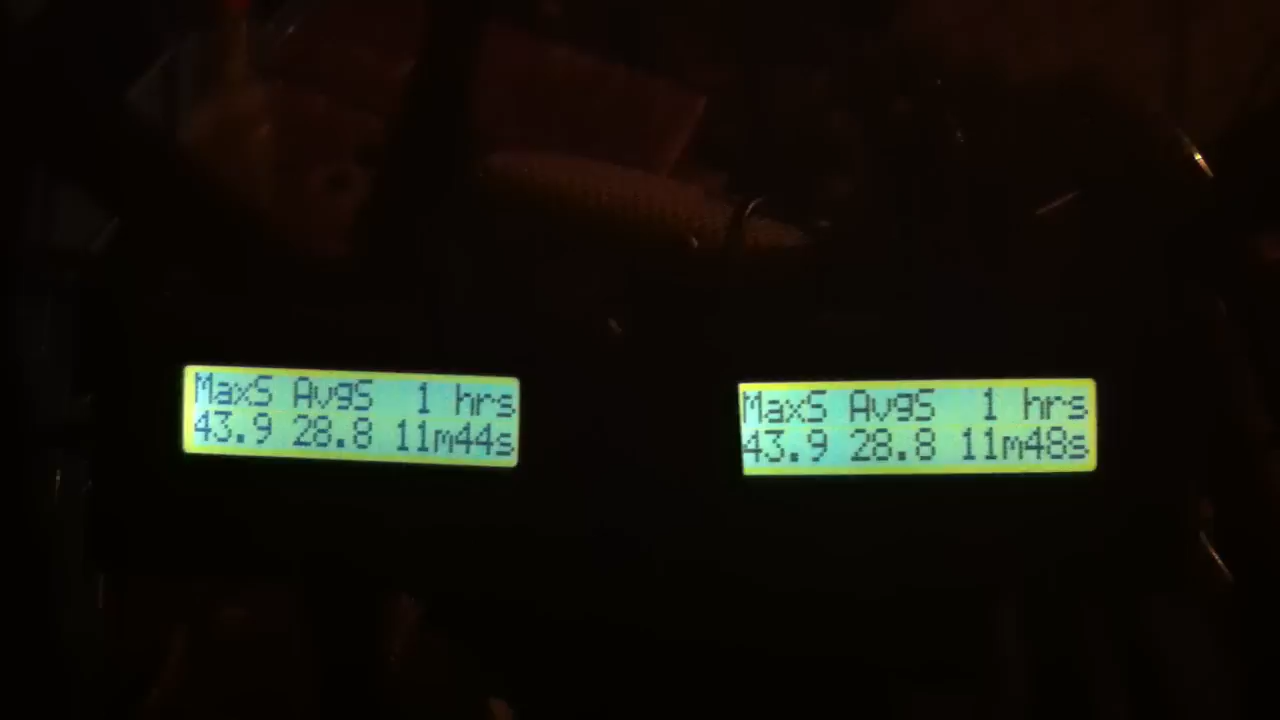 MaxS AvgS 1 hrs
43.9 28.8 11m44s
MaxS AvgS 1 hrs
43.9 28.8 11m48s